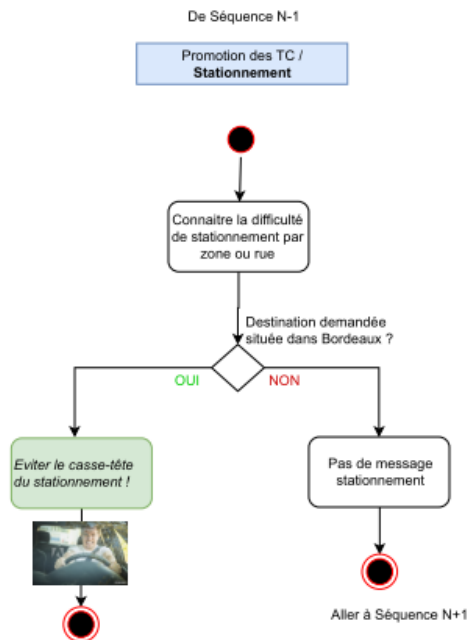 De Séquence N-1
Promotion des TC /
Stationnement
Connaitre la difficulté
de stationnement par
zone ou rue
Destination demandée
située dans Bordeaux ?
OUI
NON
Eviter le casse-tête
du stationnement !
Pas de message
stationnement
Aller à Séquence N+1